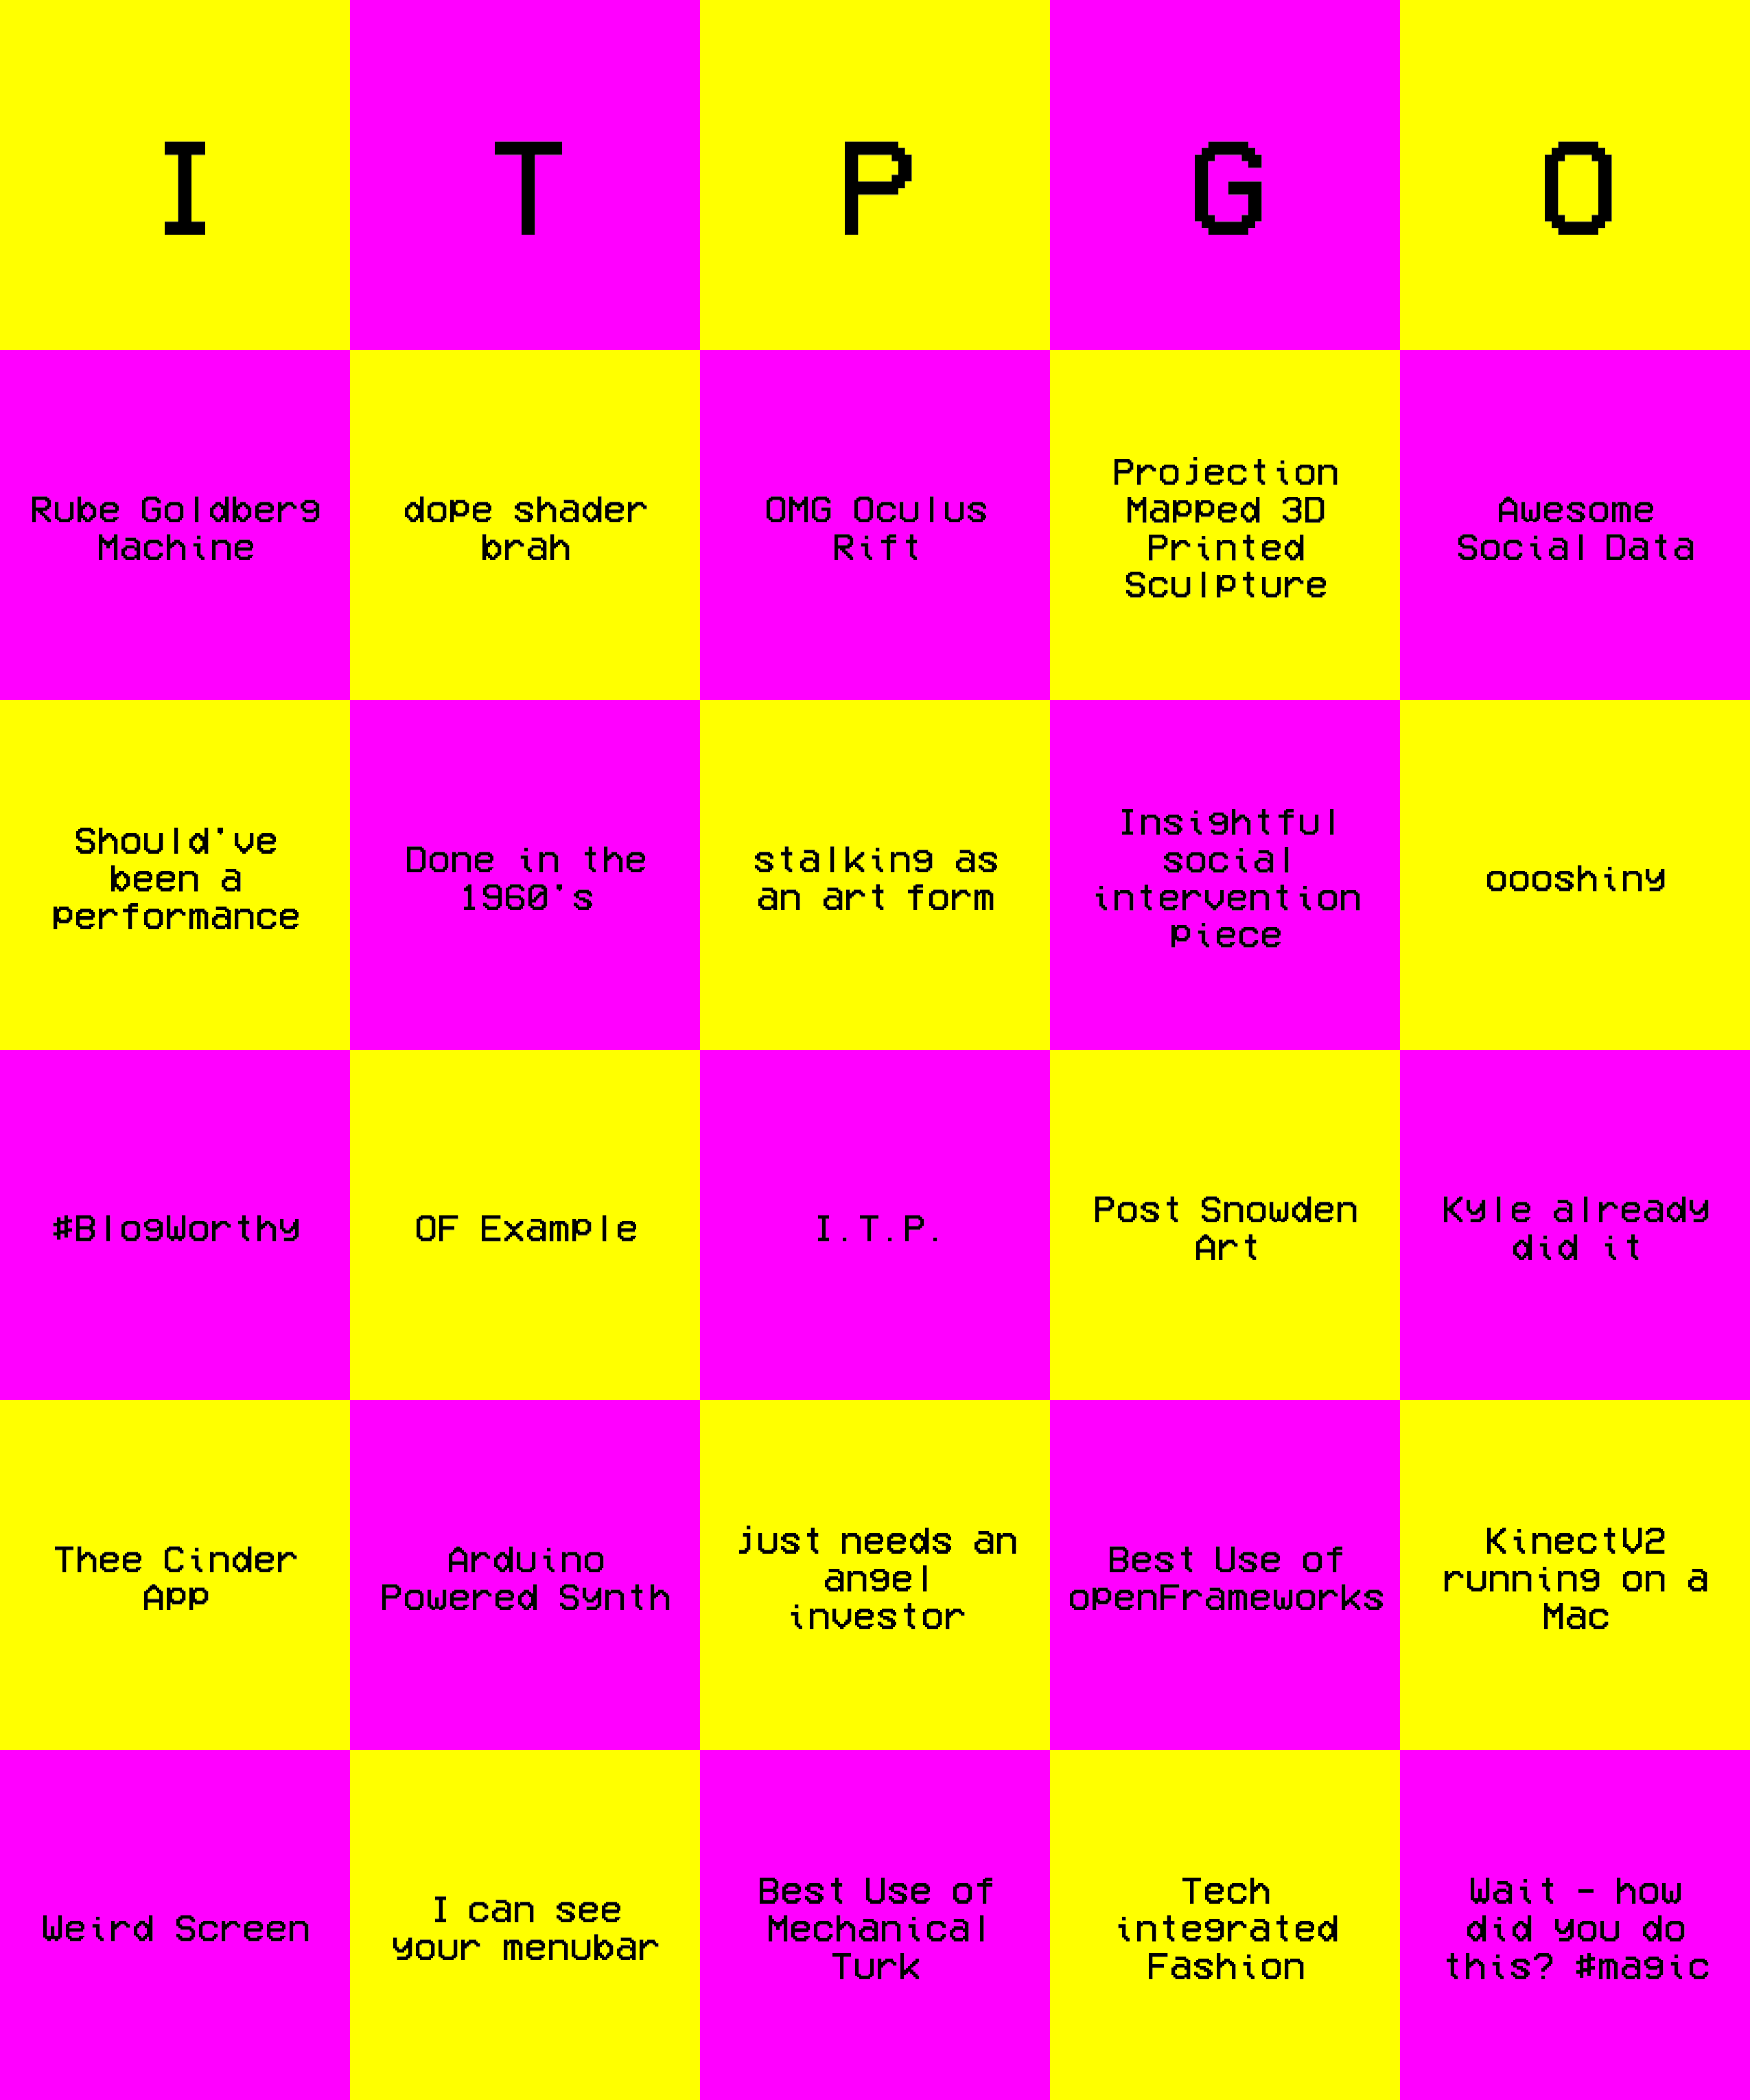 I T P G O
Rube Goldberg
Machine
dope shader
brah
OMG Oculus
Rift
Projection
Mapped 3D
Printed
Sculpture
Awesome
Social Data
Should've
been a
performance
Done in the
1960's
stalking as
an art form
Insightful
social
intervention
piece
oooshiny
#BlogWorthy
OF Example
I.T.P.
Post Snowden
Art
Kyle already
did it
Thee Cinder
App
Arduino
Powered Synth
just needs an
angel
investor
Best Use of
openFrameworks
KinectV2
running on a
Mac
Weird Screen
I can see
your menubar
Best Use of
Mechanical
Turk
Tech
integrated
Fashion
Wait - how
did you do
this? #magic